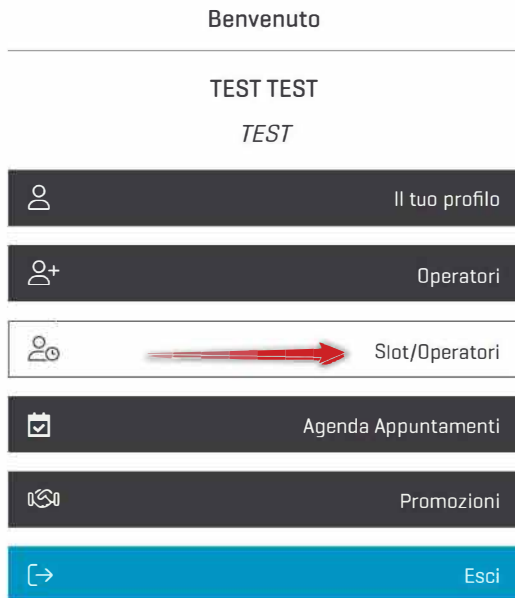 Benvenuto
TEST TEST
TEST
Il tuo profilo
Operatori
Slot/Operatori
Agenda Appuntamenti
Promozioni
Esci